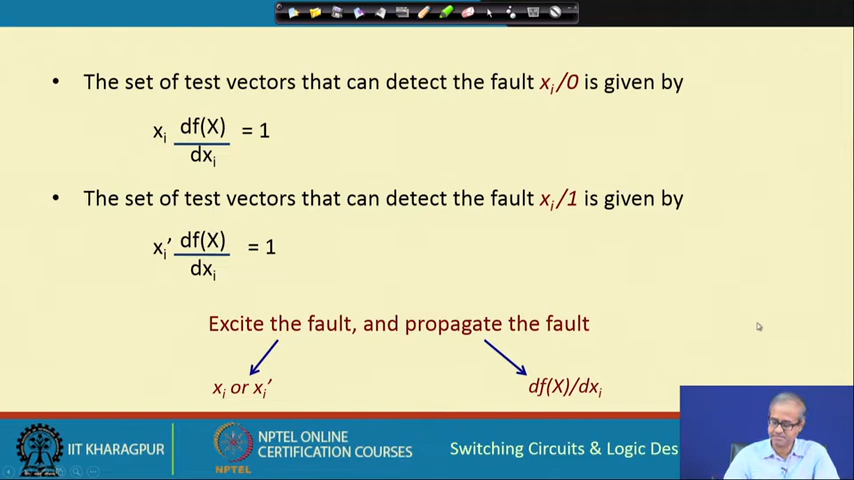 • The set of test vectors that can detect the fault xᵢ/0 is given by
xᵢ df(X)/dxᵢ = 1
• The set of test vectors that can detect the fault xᵢ/1 is given by
xᵢ’ df(X)/dxᵢ = 1
Excite the fault, and propagate the fault
xᵢ or xᵢ’
df(X)/dxᵢ
IIT KHARAGPUR
NPTEL
NPTEL ONLINE
CERTIFICATION COURSES
Switching Circuits & Logic Des